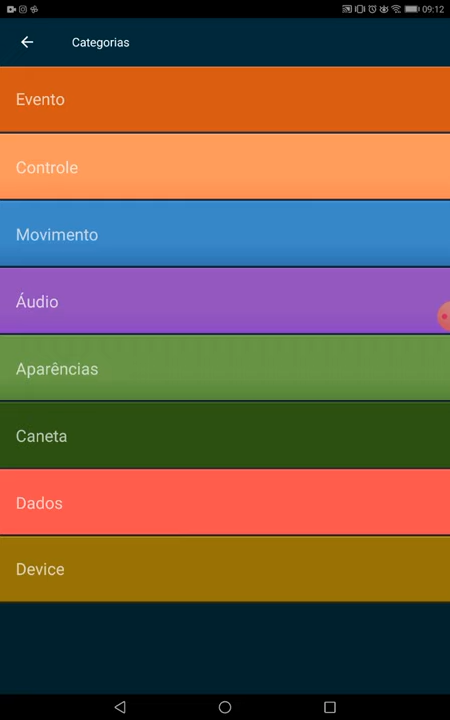 09:12
Categorias
Evento
Controle
Movimento
Áudio
Aparências
Caneta
Dados
Device